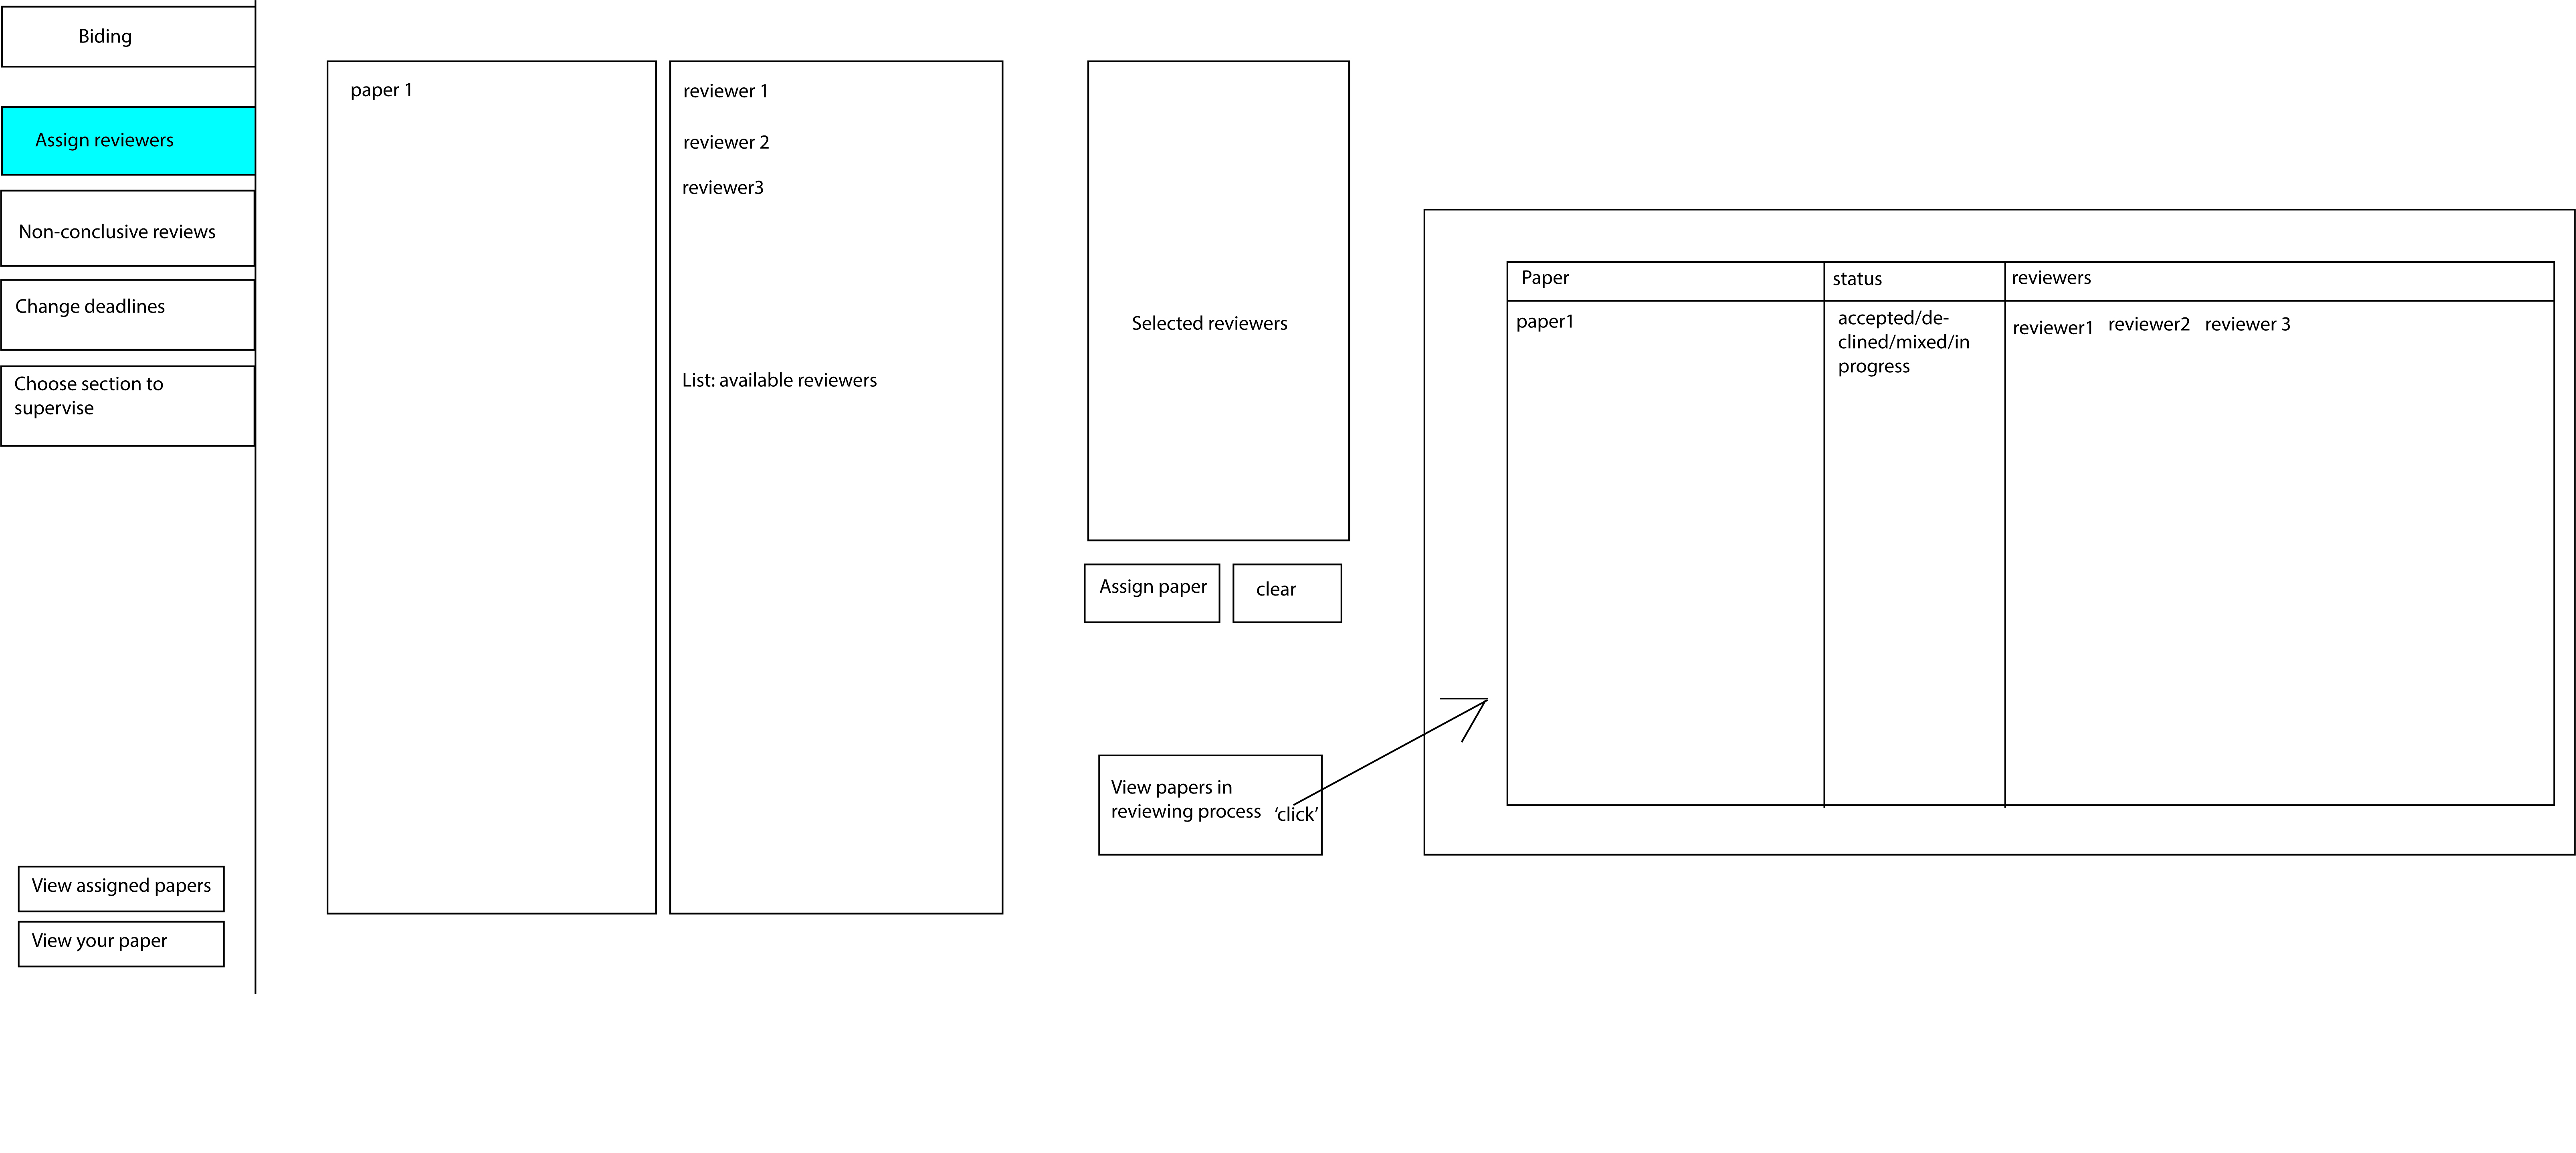 Biding
Assign reviewers
Non-conclusive reviews
Change deadlines
Choose section to
supervise
View assigned papers
View your paper
paper 1
reviewer 1
reviewer 2
reviewer3
List: available reviewers
Selected reviewers
Assign paper
clear
View papers in
reviewing process 'click'
Paper
status
reviewers
paper1
accepted/de-
clined/mixed/in
progress
reviewer1 reviewer2 reviewer 3